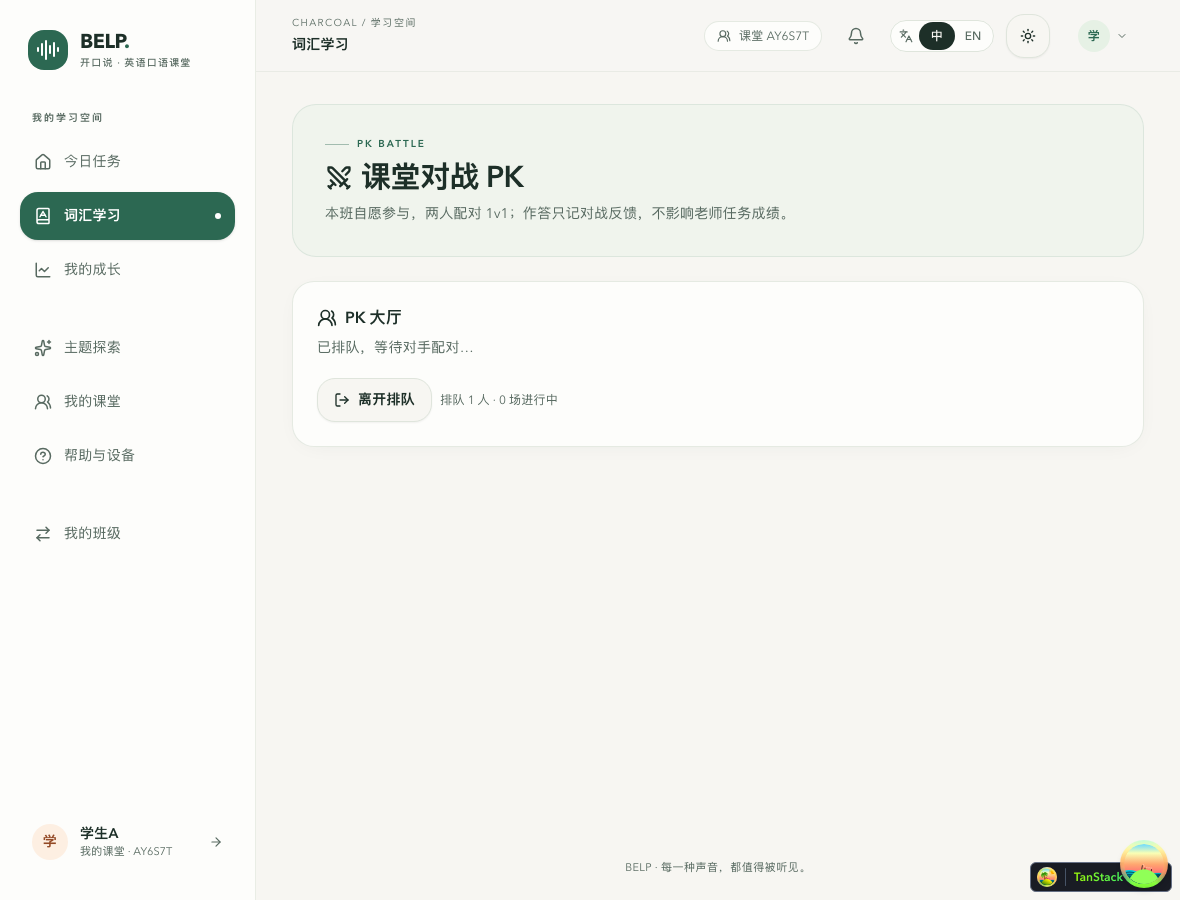 BELP.
开口说 · 英语口语课堂
我的学习空间
今日任务
词汇学习
我的成长
主题探索
我的课堂
帮助与设备
我的班级
学
学生A
我的课堂 · AY6S7T
CHARCOAL / 学习空间
词汇学习
课堂 AY6S7T
中
EN
学
PK BATTLE
课堂对战 PK
本班自愿参与，两人配对 1v1；作答只记对战反馈，不影响老师任务成绩。
PK 大厅
已排队，等待对手配对…
离开排队
排队 1 人 · 0 场进行中
BELP · 每一种声音，都值得被听见。
TanStack